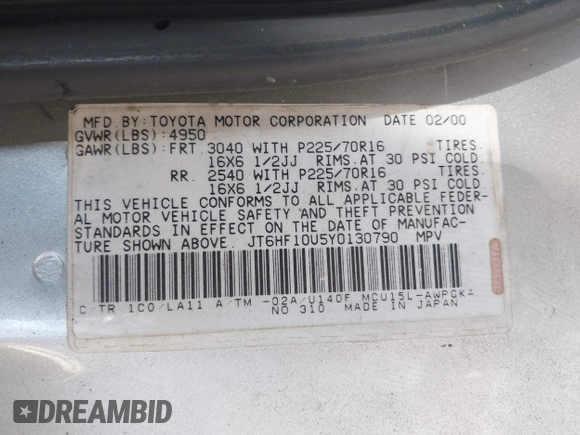 MFD. BY: TOYOTA MOTOR CORPORATION DATE 02/00
GVWR(LBS): 4950
GAWR(LBS): FRT. 3040 WITH P225/70R16 TIRES.
16X6 1/2JJ RIMS. AT 30 PSI COLD
RR. 2540 WITH P225/70R16 TIRES.
16X6 1/2JJ RIMS. AT 30 PSI COLD.
THIS VEHICLE CONFORMS TO ALL APPLICABLE FEDER-
AL MOTOR VEHICLE SAFETY AND THEFT PREVENTION
STANDARDS IN EFFECT ON THE DATE OF MANUFAC-
TURE SHOWN ABOVE. JT6HF10U5Y0130790 MPV
TOYOTA
C/TR 1C0/LA11 A/TM -02A/U140F MCU15L-AWPGKA
NO 310 MADE IN JAPAN
DREAMBID